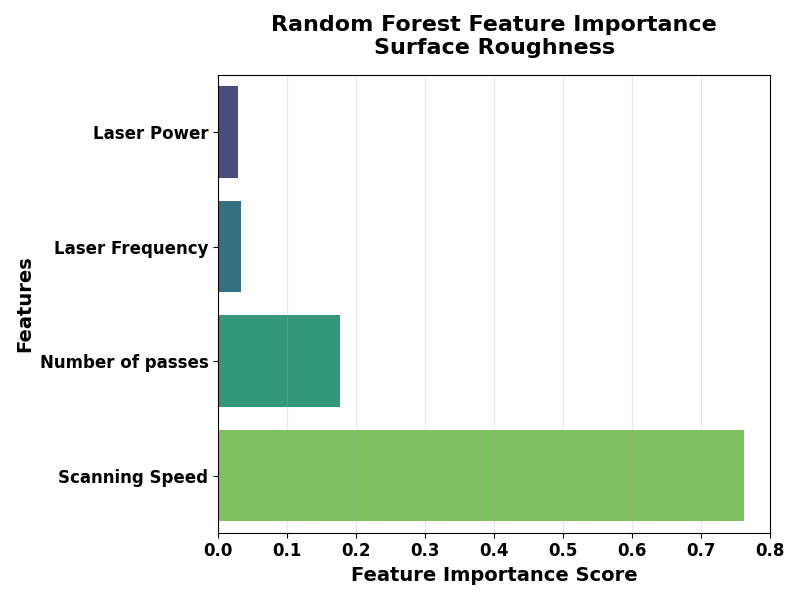 Random Forest Feature Importance
Surface Roughness
Features
Laser Power
Laser Frequency
Number of passes
Scanning Speed
0.0 0.1 0.2 0.3 0.4 0.5 0.6 0.7 0.8
Feature Importance Score